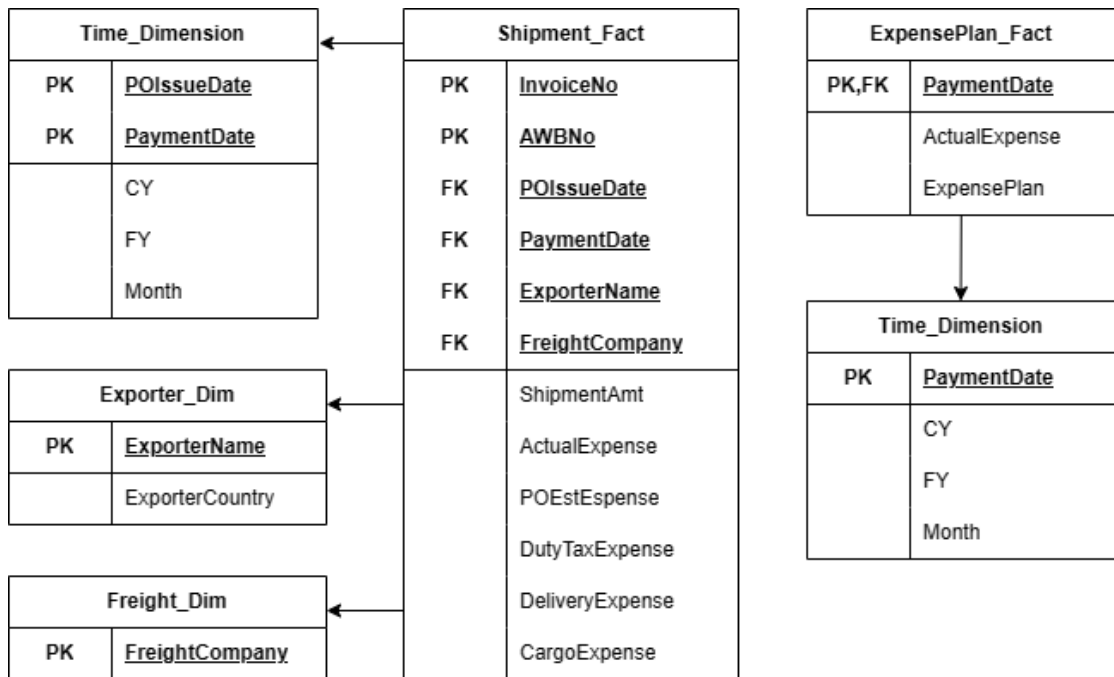 Time_Dimension
PK POIssueDate
PK PaymentDate
CY
FY
Month
Exporter_Dim
PK ExporterName
ExporterCountry
Freight_Dim
PK FreightCompany
Shipment_Fact
PK InvoiceNo
PK AWBNo
FK POIssueDate
FK PaymentDate
FK ExporterName
FK FreightCompany
ShipmentAmt
ActualExpense
POEstEspense
DutyTaxExpense
DeliveryExpense
CargoExpense
ExpensePlan_Fact
PK,FK PaymentDate
ActualExpense
ExpensePlan
Time_Dimension
PK PaymentDate
CY
FY
Month